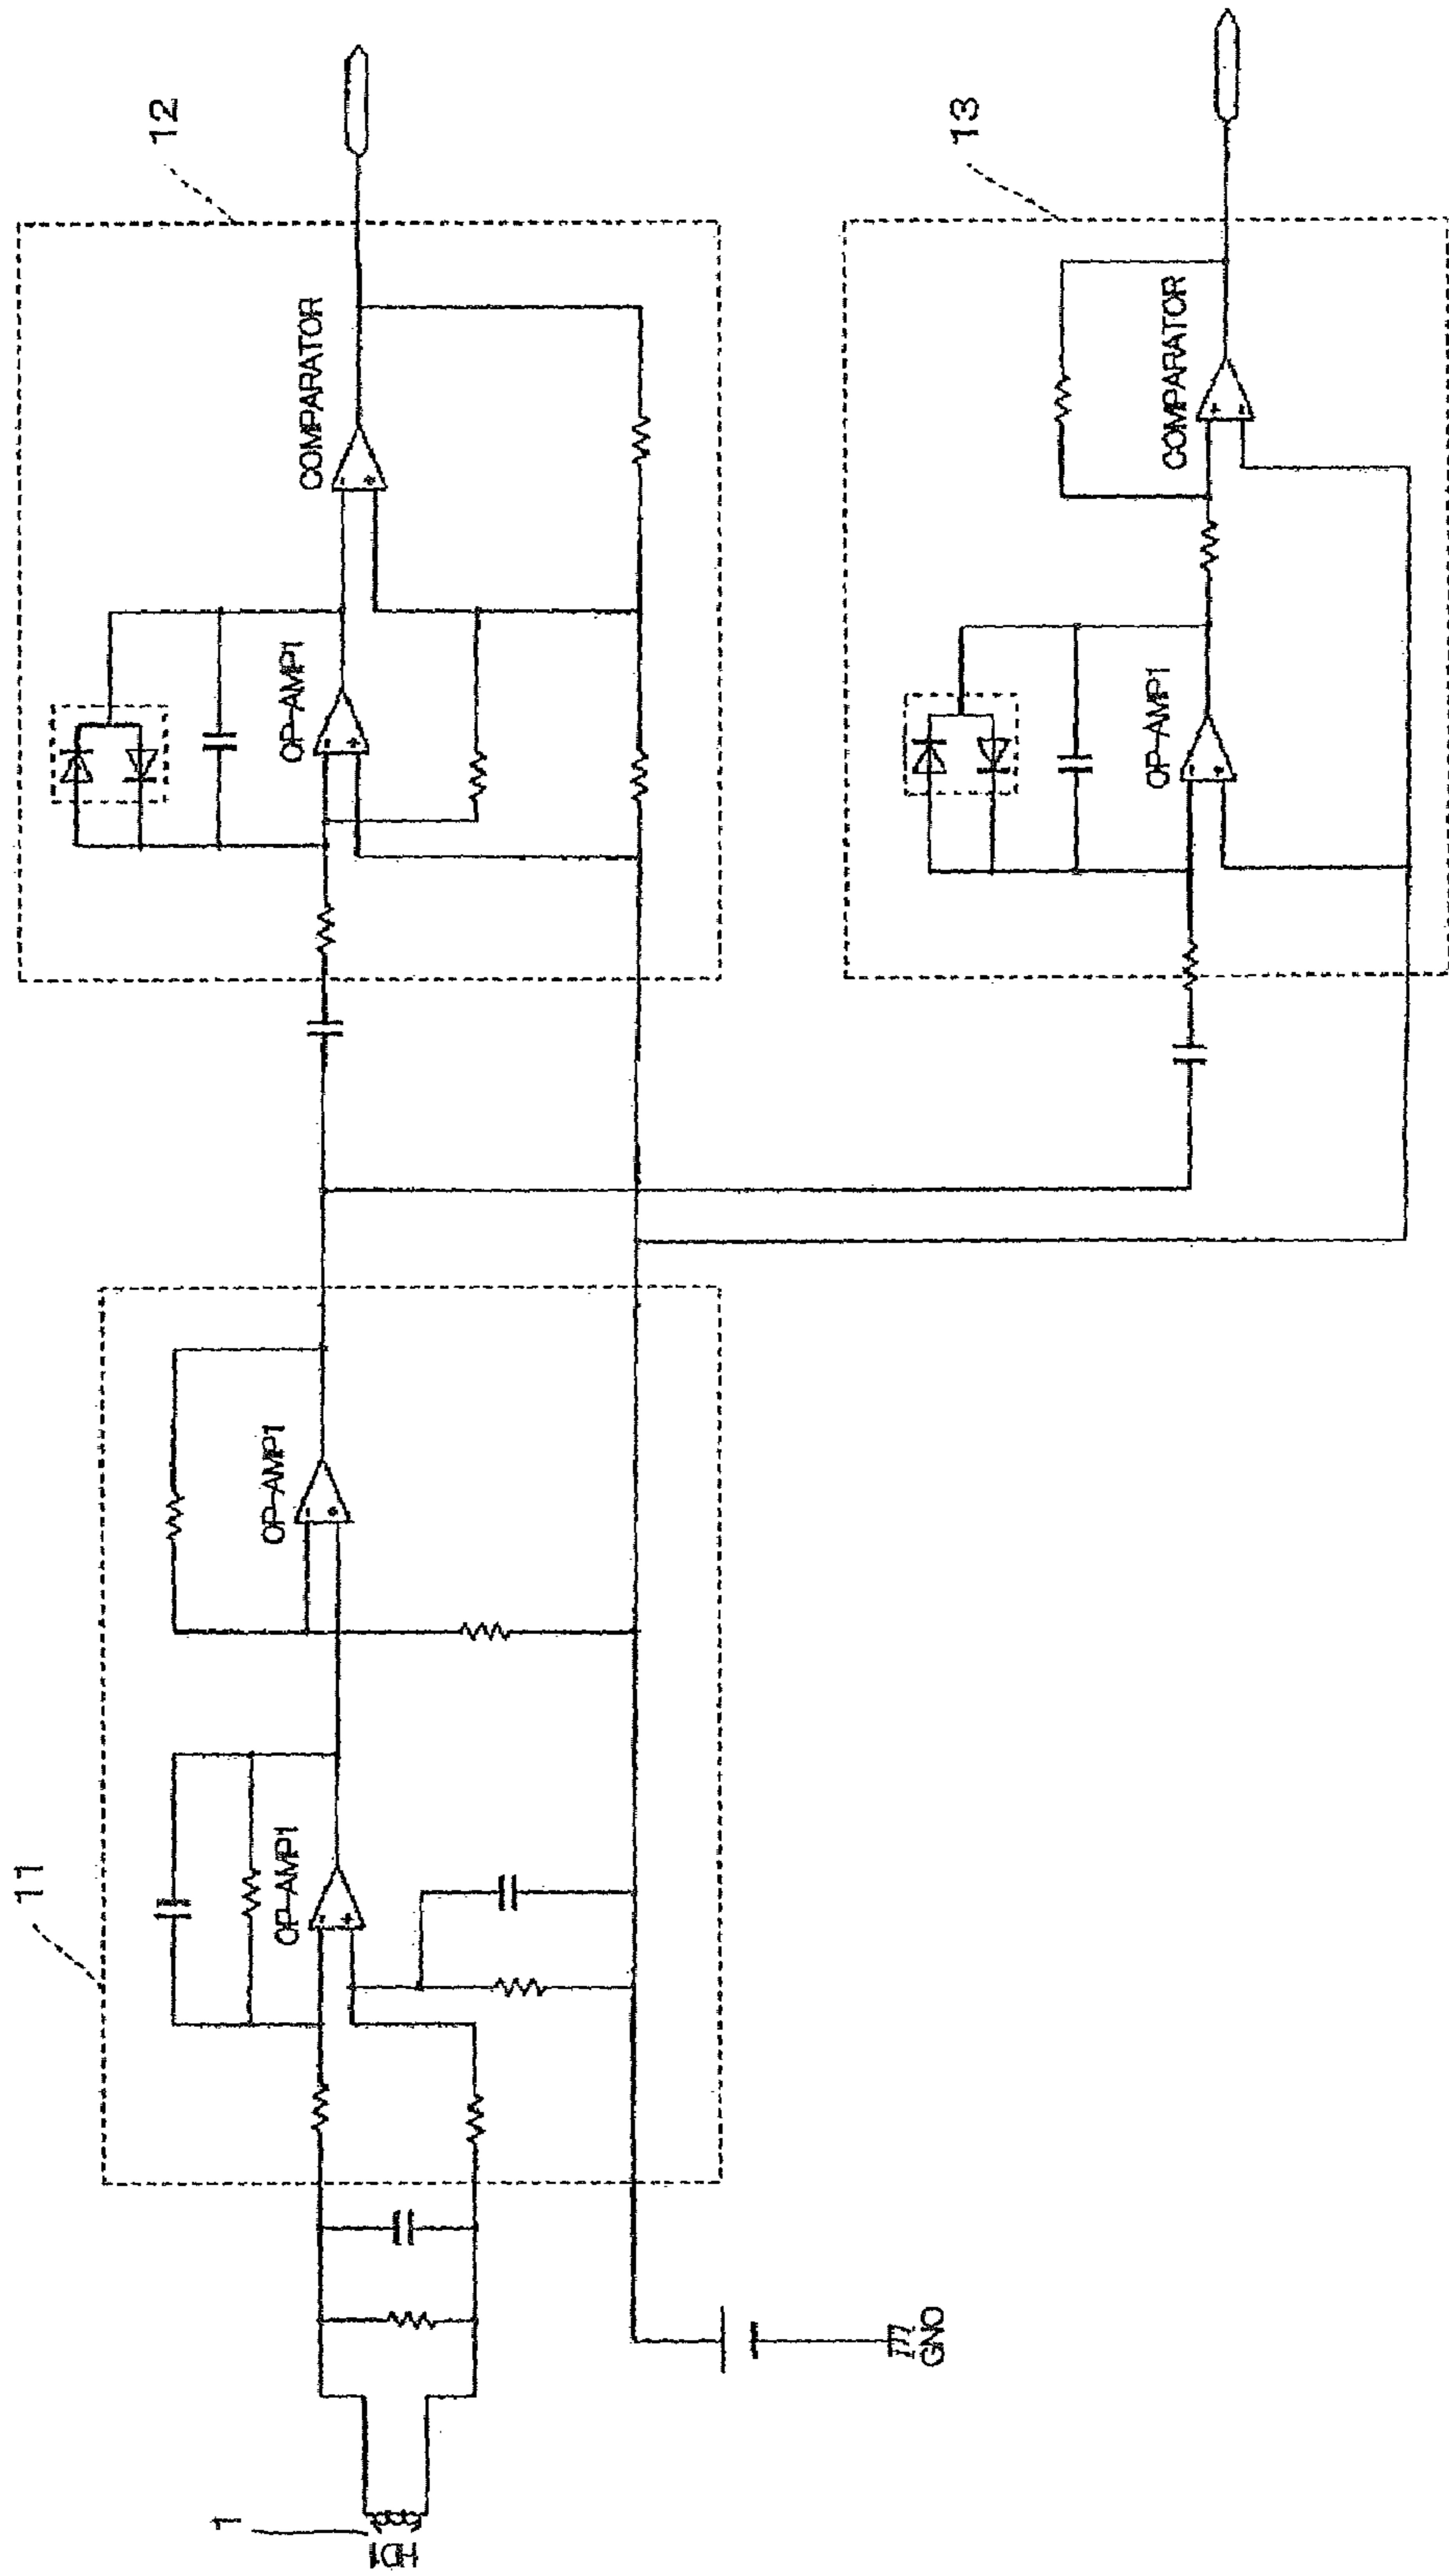 1
HD1
11
OP-AMP1
OP-AMP1
GND
12
OP-AMP1
COMPARATOR
13
OP-AMP1
COMPARATOR